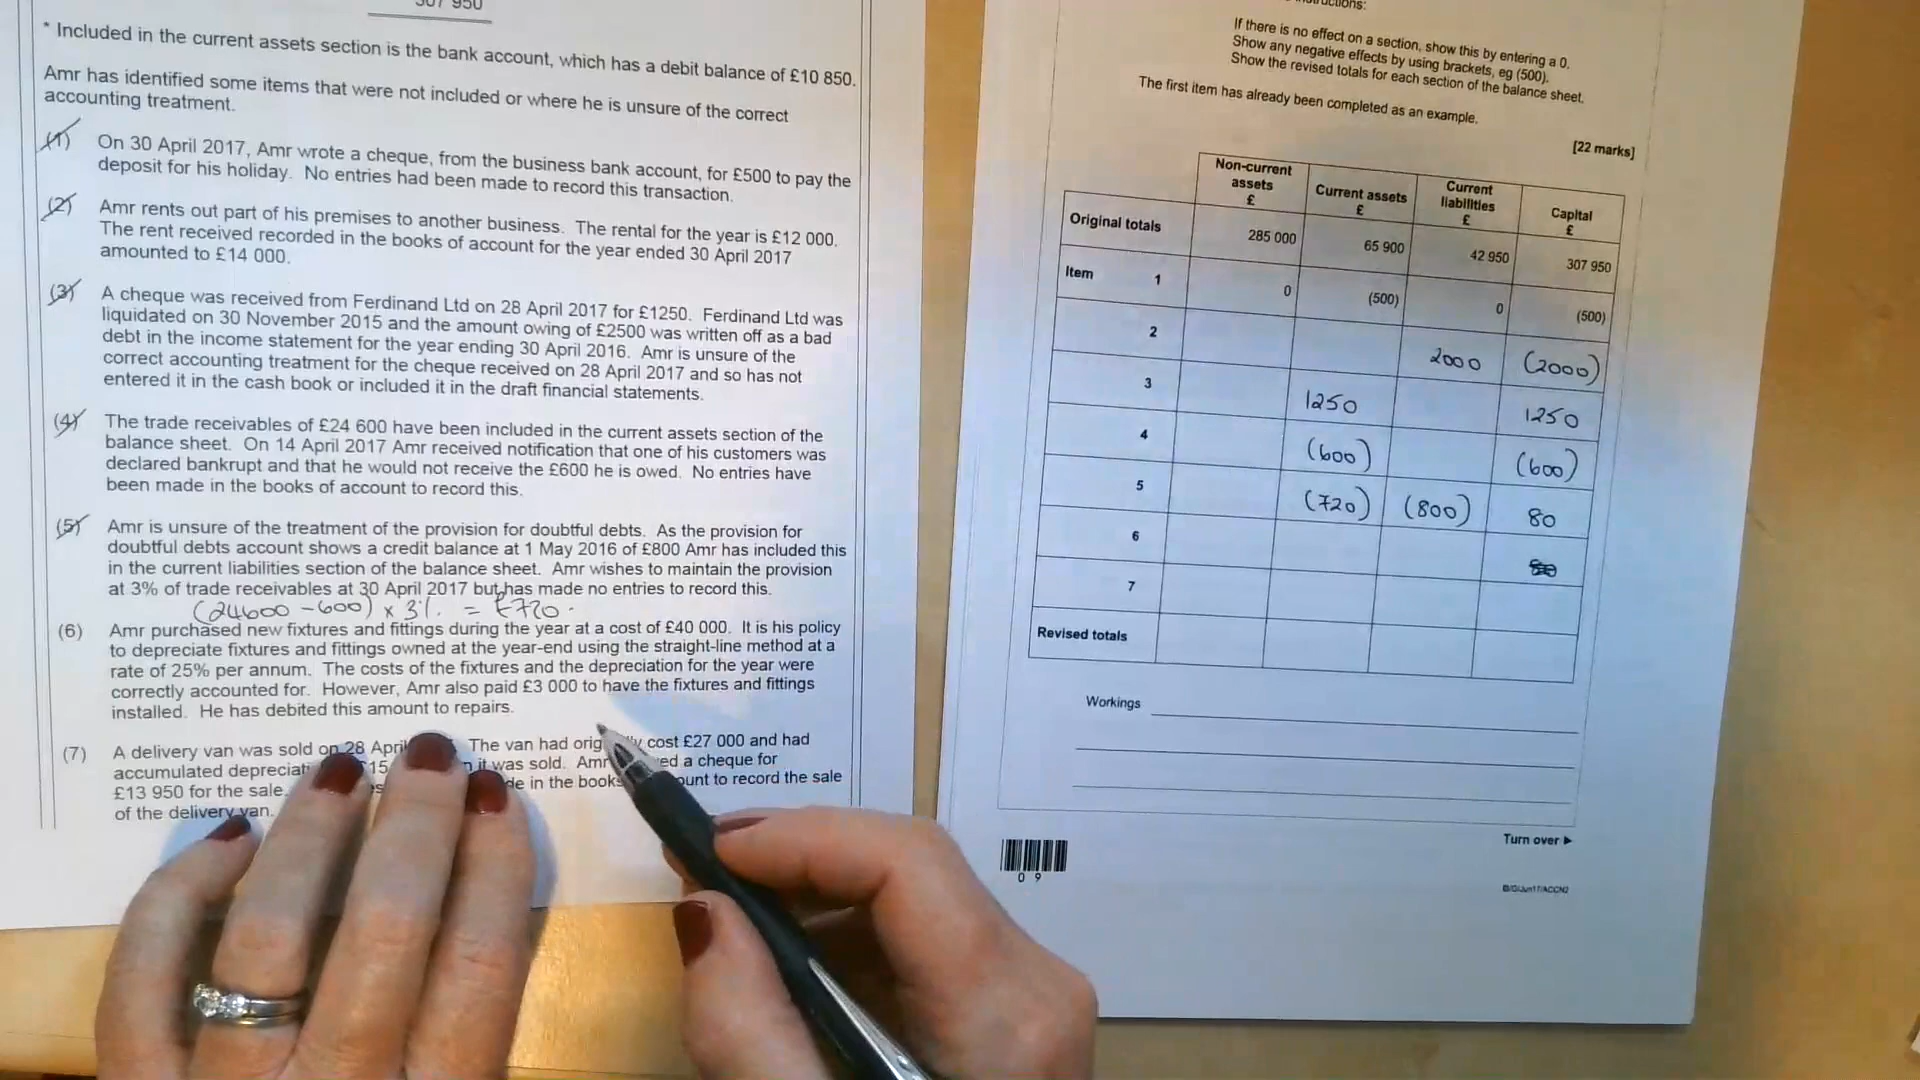 307 950
* Included in the current assets section is the bank account, which has a debit balance of £10 850.
Amr has identified some items that were not included or where he is unsure of the correct
accounting treatment.
(1) On 30 April 2017, Amr wrote a cheque, from the business bank account, for £500 to pay the
deposit for his holiday. No entries had been made to record this transaction.
(2) Amr rents out part of his premises to another business. The rental for the year is £12 000.
The rent received recorded in the books of account for the year ended 30 April 2017
amounted to £14 000.
(3) A cheque was received from Ferdinand Ltd on 28 April 2017 for £1250. Ferdinand Ltd was
liquidated on 30 November 2015 and the amount owing of £2500 was written off as a bad
debt in the income statement for the year ending 30 April 2016. Amr is unsure of the
correct accounting treatment for the cheque received on 28 April 2017 and so has not
entered it in the cash book or included it in the draft financial statements.
(4) The trade receivables of £24 600 have been included in the current assets section of the
balance sheet. On 14 April 2017 Amr received notification that one of his customers was
declared bankrupt and that he would not receive the £600 he is owed. No entries have
been made in the books of account to record this.
(5) Amr is unsure of the treatment of the provision for doubtful debts. As the provision for
doubtful debts account shows a credit balance at 1 May 2016 of £800 Amr has included this
in the current liabilities section of the balance sheet. Amr wishes to maintain the provision
at 3% of trade receivables at 30 April 2017 but has made no entries to record this.
(24600 - 600) × 3% = £720.
(6) Amr purchased new fixtures and fittings during the year at a cost of £40 000. It is his policy
to depreciate fixtures and fittings owned at the year-end using the straight-line method at a
rate of 25% per annum. The costs of the fixtures and the depreciation for the year were
correctly accounted for. However, Amr also paid £3 000 to have the fixtures and fittings
installed. He has debited this amount to repairs.
(7) A delivery van was sold on 28 April The van had cost £27 000 and had
accumulated it was sold. Amr a cheque for
£13 950 for the sale. in the books to record the sale
of the delivery van.
If there is no effect on a section, show this by entering a 0.
Show any negative effects by using brackets, eg (500).
Show the revised totals for each section of the balance sheet.
The first item has already been completed as an example.
[22 marks]
Non-current assets £ Current assets £ Current liabilities £ Capital £
Original totals 285 000 65 900 42 950 307 950
Item 1 0 (500) 0 (500)
2 2000 (2000)
3 1250 1250
4 (600) (600)
5 (720) (800) 80
6
7
Revised totals
Workings
Turn over ►
09